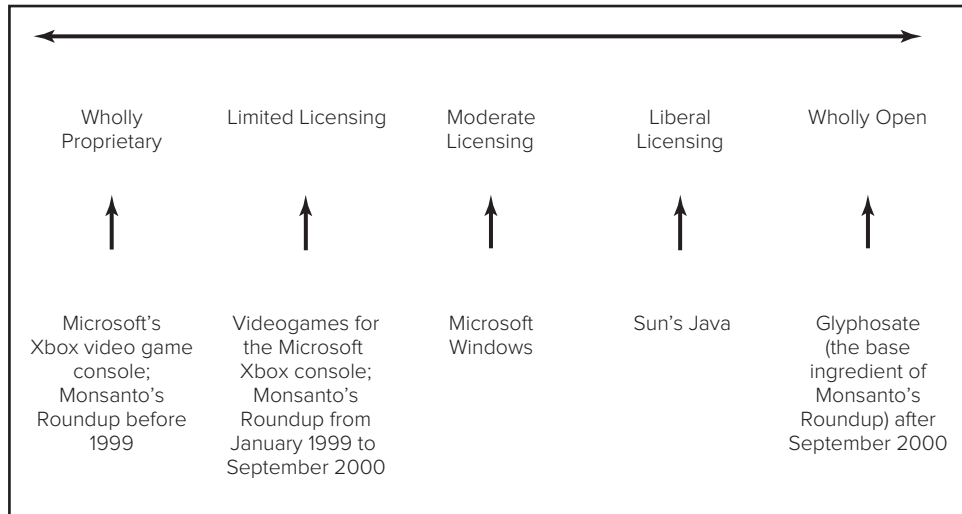 Wholly
Proprietary
Limited Licensing
Moderate
Licensing
Liberal
Licensing
Wholly Open
Microsoft's
Xbox video game
console;
Monsanto's
Roundup before
1999
Videogames for
the Microsoft
Xbox console;
Monsanto's
Roundup from
January 1999 to
September 2000
Microsoft
Windows
Sun's Java
Glyphosate
(the base
ingredient of
Monsanto's
Roundup) after
September 2000